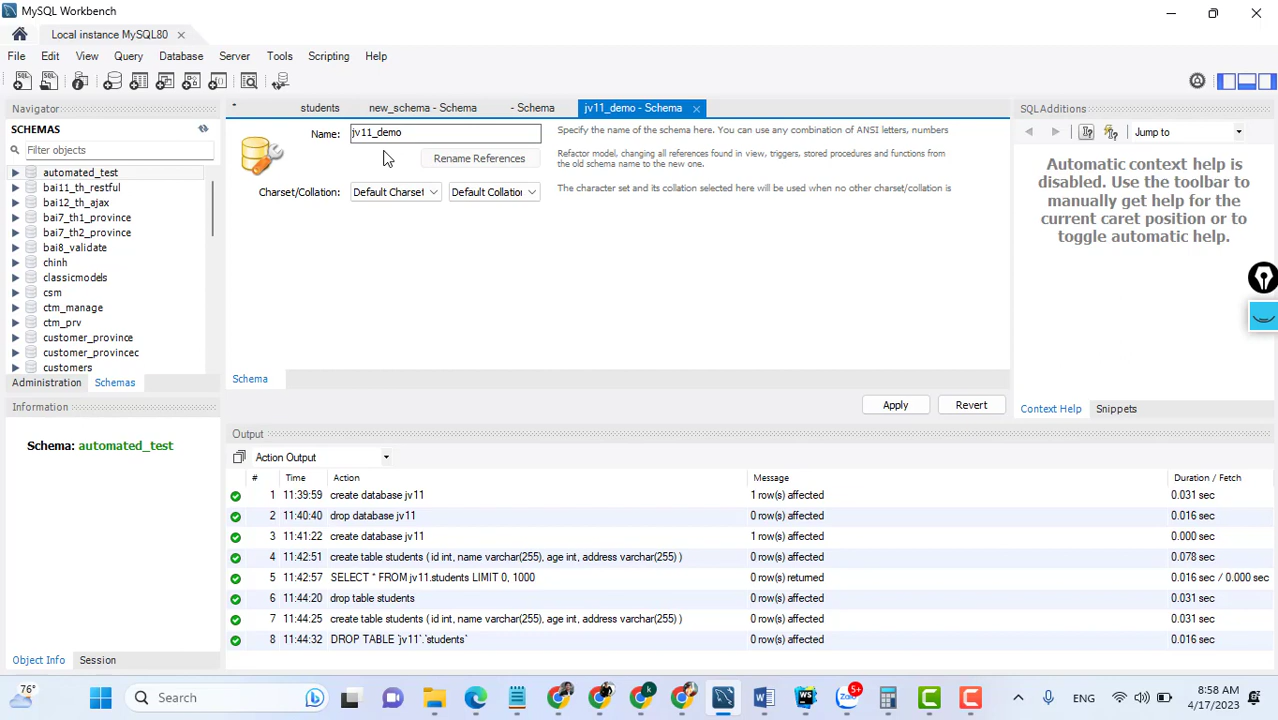 MySQL Workbench
Local instance MySQL80
File Edit View Query Database Server Tools Scripting Help
Navigator
SCHEMAS
Filter objects
automated_test
bai11_th_restful
bai12_th_ajax
bai7_th1_province
bai7_th2_province
bai8_validate
chinh
classicmodels
csm
ctm_manage
ctm_prv
customer_province
customer_provincec
customers
Administration Schemas
Information
Schema: automated_test
Object Info Session
* students new_schema - Schema - Schema jv11_demo - Schema
Name: jv11_demo
Specify the name of the schema here. You can use any combination of ANSI letters, numbers
Rename References
Refactor model, changing all references found in view, triggers, stored procedures and functions from
the old schema name to the new one.
Charset/Collation: Default Charset Default Collation
The character set and its collation selected here will be used when no other charset/collation is
Schema
Apply Revert
SQLAdditions
Jump to
Automatic context help is
disabled. Use the toolbar to
manually get help for the
current caret position or to
toggle automatic help.
Context Help Snippets
Output
Action Output
# Time Action Message Duration / Fetch
1 11:39:59 create database jv11 1 row(s) affected 0.031 sec
2 11:40:40 drop database jv11 0 row(s) affected 0.016 sec
3 11:41:22 create database jv11 1 row(s) affected 0.000 sec
4 11:42:51 create table students ( id int, name varchar(255), age int, address varchar(255) ) 0 row(s) affected 0.078 sec
5 11:42:57 SELECT * FROM jv11.students LIMIT 0, 1000 0 row(s) returned 0.016 sec / 0.000 sec
6 11:44:20 drop table students 0 row(s) affected 0.031 sec
7 11:44:25 create table students ( id int, name varchar(255), age int, address varchar(255) ) 0 row(s) affected 0.031 sec
8 11:44:32 DROP TABLE `jv11`.`students` 0 row(s) affected 0.016 sec
76°
Search
k
WS
Zalo
5+
ENG
8:58 AM
4/17/2023